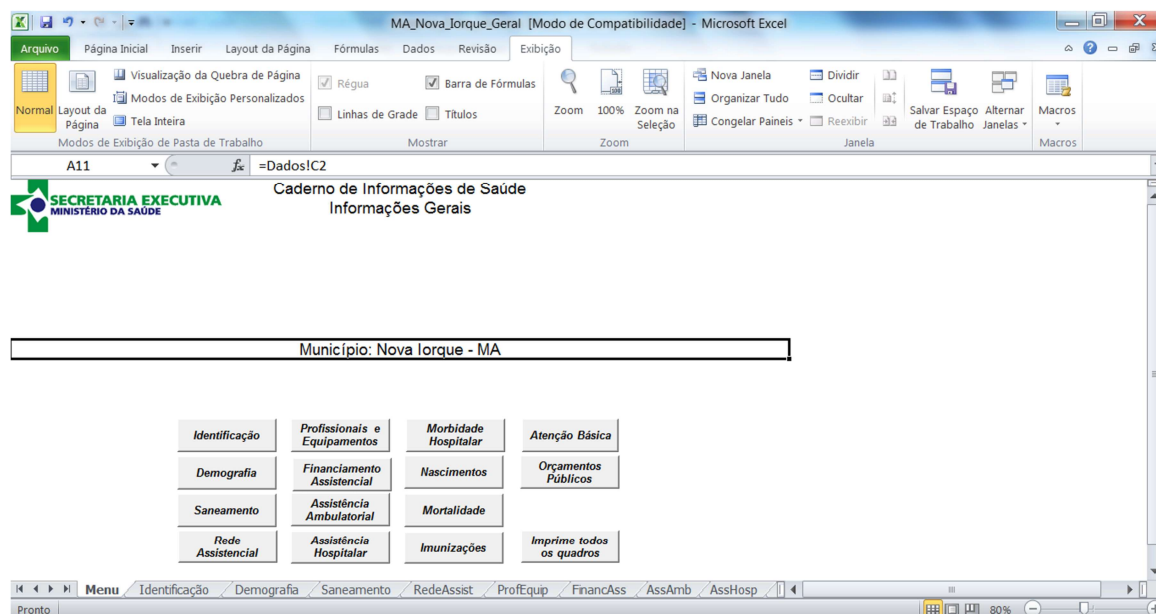 MA_Nova_Iorque_Geral [Modo de Compatibilidade] - Microsoft Excel
Arquivo Página Inicial Inserir Layout da Página Fórmulas Dados Revisão Exibição
Normal
Layout da Página
Visualização da Quebra de Página
Modos de Exibição Personalizados
Tela Inteira
Modos de Exibição de Pasta de Trabalho
Régua
Barra de Fórmulas
Linhas de Grade
Títulos
Mostrar
Zoom
100%
Zoom na Seleção
Zoom
Nova Janela
Organizar Tudo
Congelar Paineis
Dividir
Ocultar
Reexibir
Salvar Espaço de Trabalho
Alternar Janelas
Janela
Macros
Macros
A11 fx =Dados!C2
SECRETARIA EXECUTIVA
MINISTÉRIO DA SAÚDE
Caderno de Informações de Saúde
Informações Gerais
Município: Nova Iorque - MA
Identificação
Profissionais e Equipamentos
Morbidade Hospitalar
Atenção Básica
Demografia
Financiamento Assistencial
Nascimentos
Orçamentos Públicos
Saneamento
Assistência Ambulatorial
Mortalidade
Rede Assistencial
Assistência Hospitalar
Imunizações
Imprime todos os quadros
Menu Identificação Demografia Saneamento RedeAssist ProfEquip FinancAss AssAmb AssHosp
Pronto 80%